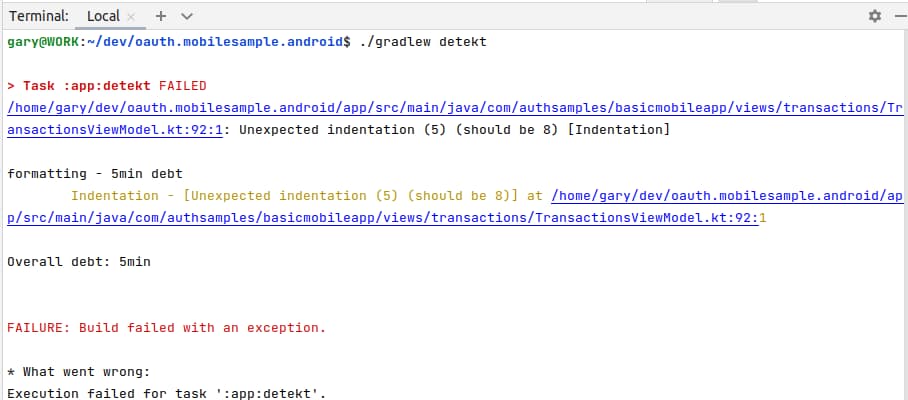 Terminal: Local × +
gary@WORK:~/dev/oauth.mobilesample.android$ ./gradlew detekt
> Task :app:detekt FAILED
/home/gary/dev/oauth.mobilesample.android/app/src/main/java/com/authsamples/basicmobileapp/views/transactions/Tr
ansactionsViewModel.kt:92:1: Unexpected indentation (5) (should be 8) [Indentation]
formatting - 5min debt
Indentation - [Unexpected indentation (5) (should be 8)] at /home/gary/dev/oauth.mobilesample.android/ap
p/src/main/java/com/authsamples/basicmobileapp/views/transactions/TransactionsViewModel.kt:92:1
Overall debt: 5min
FAILURE: Build failed with an exception.
* What went wrong:
Execution failed for task ':app:detekt'.